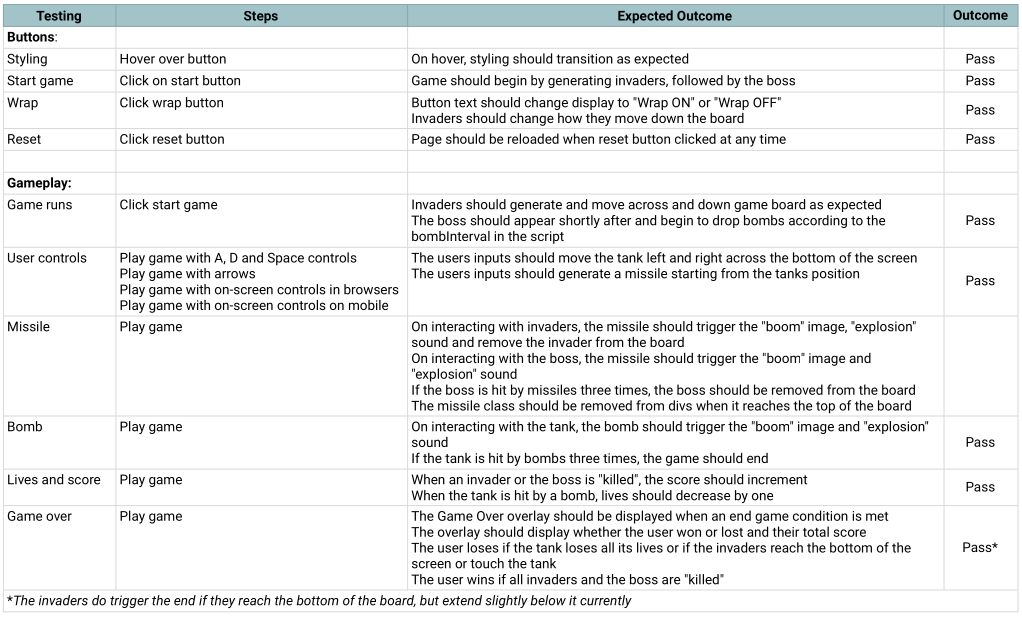 Testing Steps Expected Outcome Outcome
Buttons:
Styling Hover over button On hover, styling should transition as expected Pass
Start game Click on start button Game should begin by generating invaders, followed by the boss Pass
Wrap Click wrap button Button text should change display to "Wrap ON" or "Wrap OFF"
Invaders should change how they move down the board Pass
Reset Click reset button Page should be reloaded when reset button clicked at any time Pass
Gameplay:
Game runs Click start game Invaders should generate and move across and down game board as expected
The boss should appear shortly after and begin to drop bombs according to the Pass
bombInterval in the script
User controls Play game with A, D and Space controls The users inputs should move the tank left and right across the bottom of the screen
Play game with arrows The users inputs should generate a missile starting from the tanks position
Pass
Play game with on-screen controls in browsers
Play game with on-screen controls on mobile
Missile Play game On interacting with invaders, the missile should trigger the "boom" image, "explosion"
sound and remove the invader from the board
On interacting with the boss, the missile should trigger the "boom" image and
"explosion" sound
If the boss is hit by missiles three times, the boss should be removed from the board
The missile class should be removed from divs when it reaches the top of the board
Bomb Play game On interacting with the tank, the bomb should trigger the "boom" image and "explosion"
sound Pass
If the tank is hit by bombs three times, the game should end
Lives and score Play game When an invader or the boss is "killed", the score should increment
When the tank is hit by a bomb, lives should decrease by one Pass
Game over Play game The Game Over overlay should be displayed when an end game condition is met
The overlay should display whether the user won or lost and their total score
The user loses if the tank loses all its lives or if the invaders reach the bottom of the Pass*
screen or touch the tank
The user wins if all invaders and the boss are "killed"
*The invaders do trigger the end if they reach the bottom of the board, but extend slightly below it currently